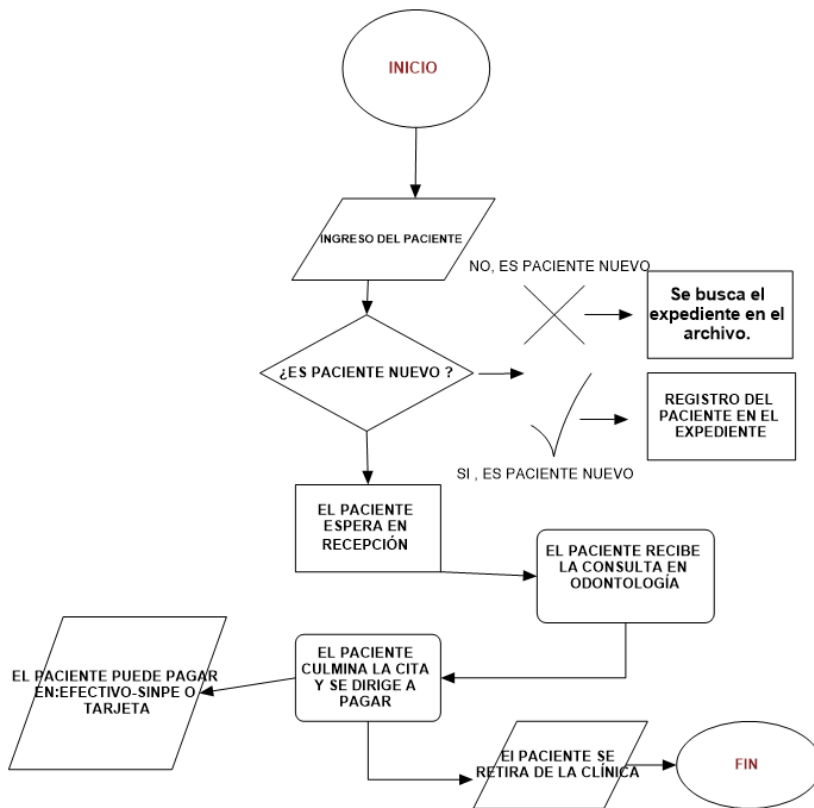 INICIO
INGRESO DEL PACIENTE
NO, ES PACIENTE NUEVO
Se busca el
expediente en el
archivo.
¿ES PACIENTE NUEVO ?
REGISTRO DEL
PACIENTE EN EL
EXPEDIENTE
SI , ES PACIENTE NUEVO
EL PACIENTE
ESPERA EN
RECEPCIÓN
EL PACIENTE RECIBE
LA CONSULTA EN
ODONTOLOGÍA
EL PACIENTE
CULMINA LA CITA
Y SE DIRIGE A
PAGAR
EL PACIENTE PUEDE PAGAR
EN:EFECTIVO-SINPE O
TARJETA
El PACIENTE SE
RETIRA DE LA CLÍNICA
FIN